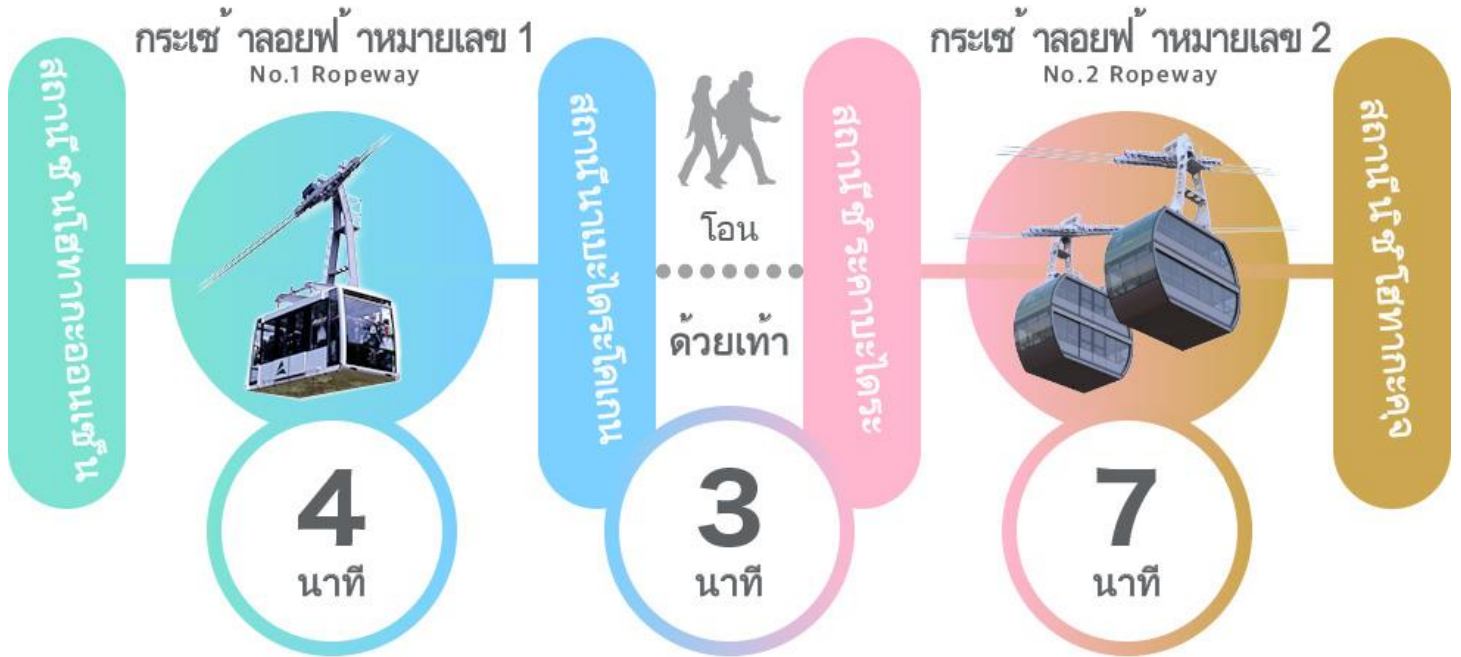 กระเช้าลอยฟ้าหมายเลข 1
No.1 Ropeway
กระเช้าลอยฟ้าหมายเลข 2
No.2 Ropeway
สถานีชินโฮทากะออนเซ็น
สถานีนาเบะไดระโคเกน
โอน
ด้วยเท้า
สถานีชิระคาบะไดระ
สถานีนิชิโฮทากะคุจิ
4
นาที
3
นาที
7
นาที